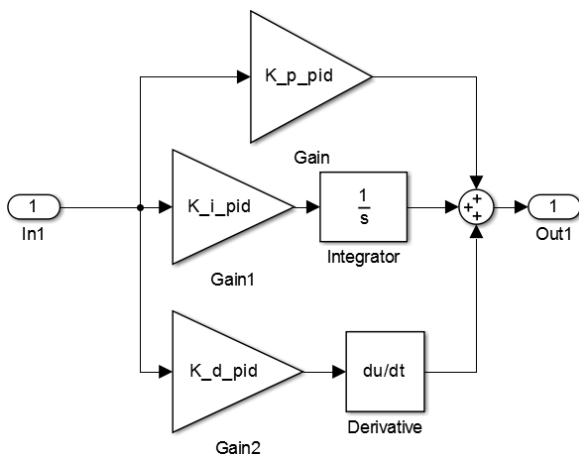 K_p_pid
Gain
1
In1
K_i_pid
Gain1
1
s
Integrator
+
+
+
1
Out1
K_d_pid
Gain2
du/dt
Derivative